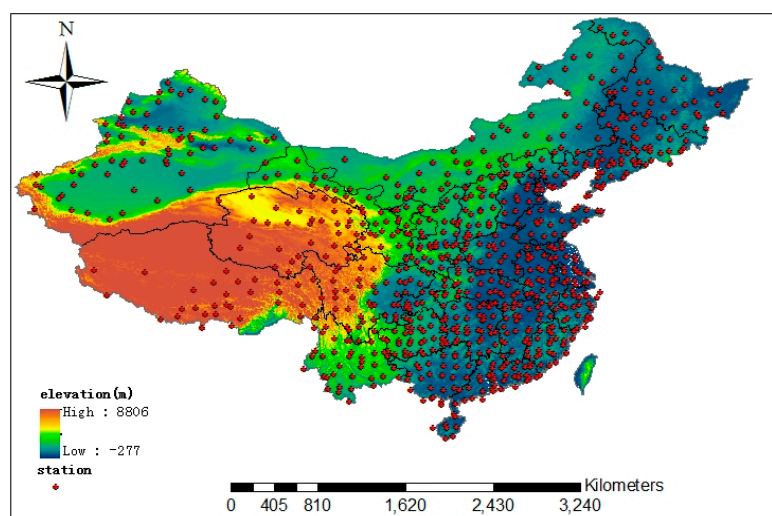 N
elevation(m)
High : 8806
Low : -277
station
Kilometers
0 405 810 1,620 2,430 3,240